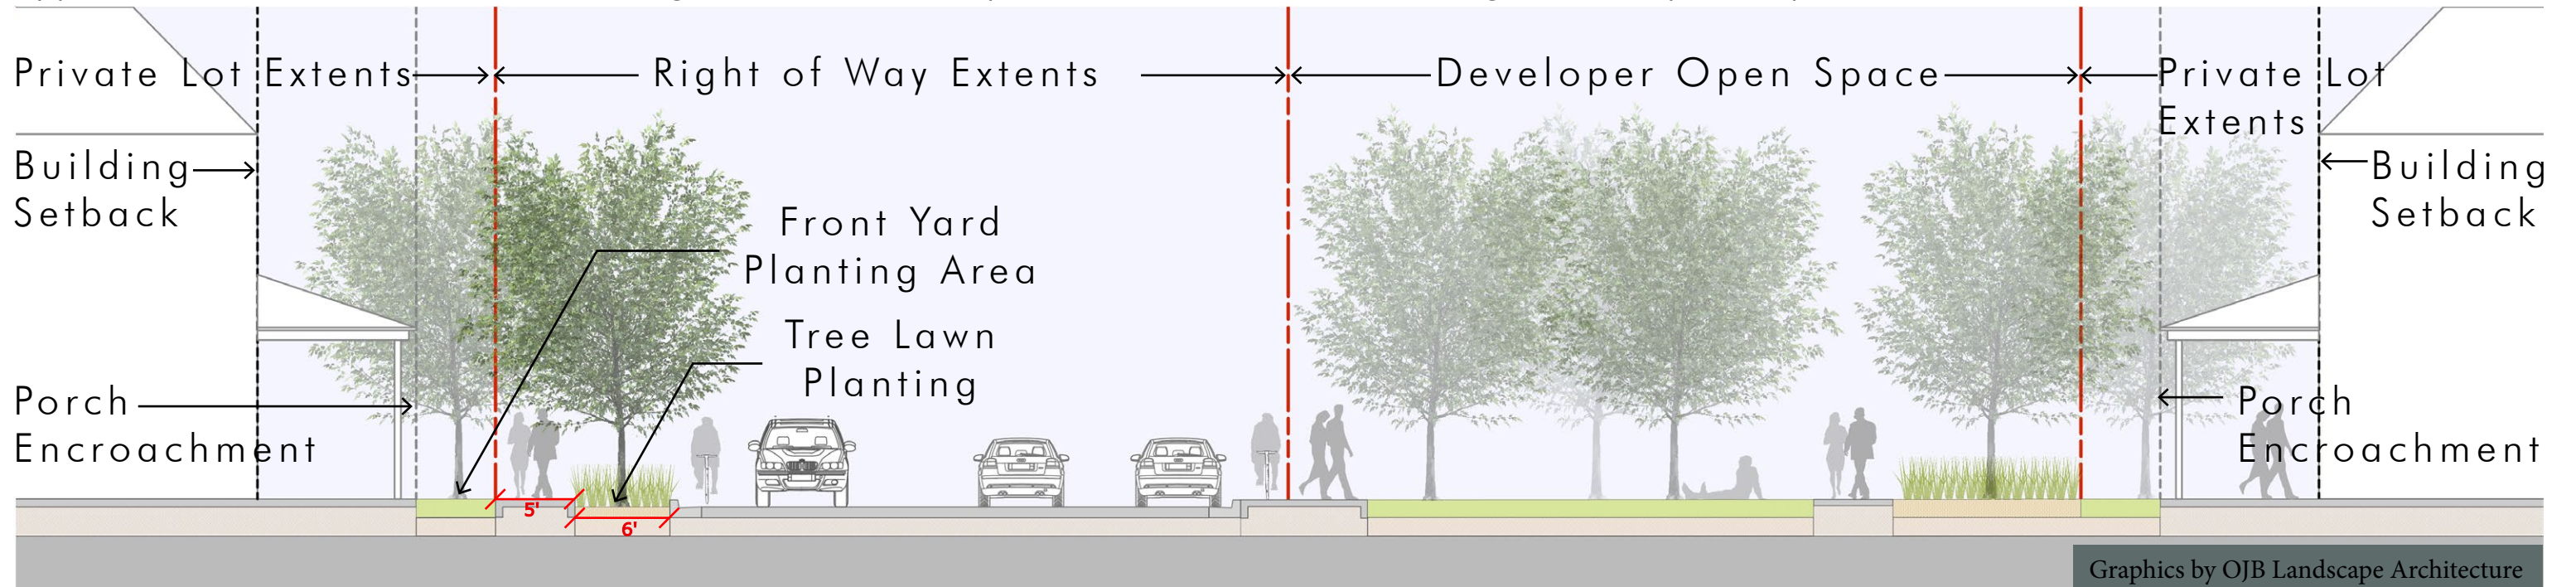 Private Lot Extents
Right of Way Extents
Developer Open Space
Private Lot
Extents
Building
Setback
Building
Setback
Front Yard
Planting Area
Tree Lawn
Planting
Porch
Encroachment
Porch
Encroachment
5'
6'
Graphics by OJB Landscape Architecture